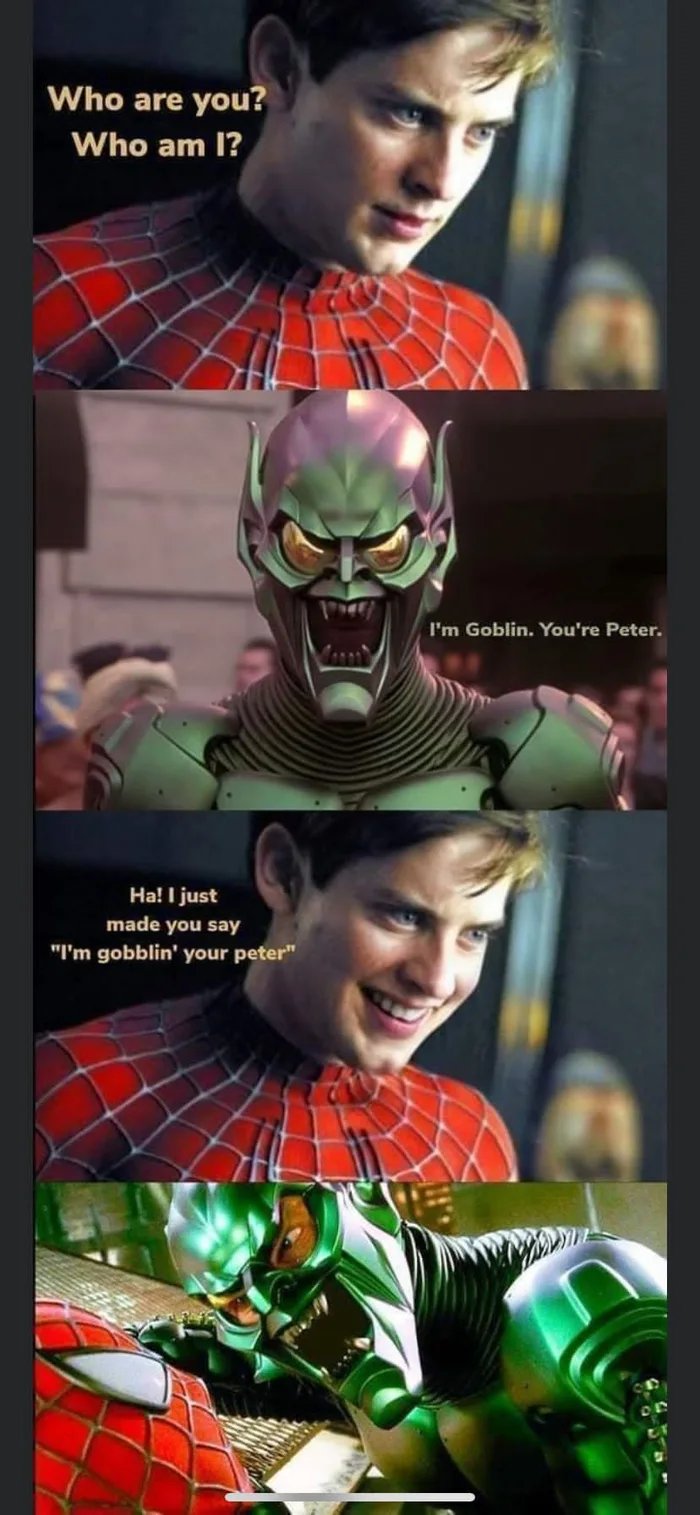 Who are you?
Who am I?
I'm Goblin. You're Peter.
Ha! I just
made you say
"I'm gobblin' your peter"